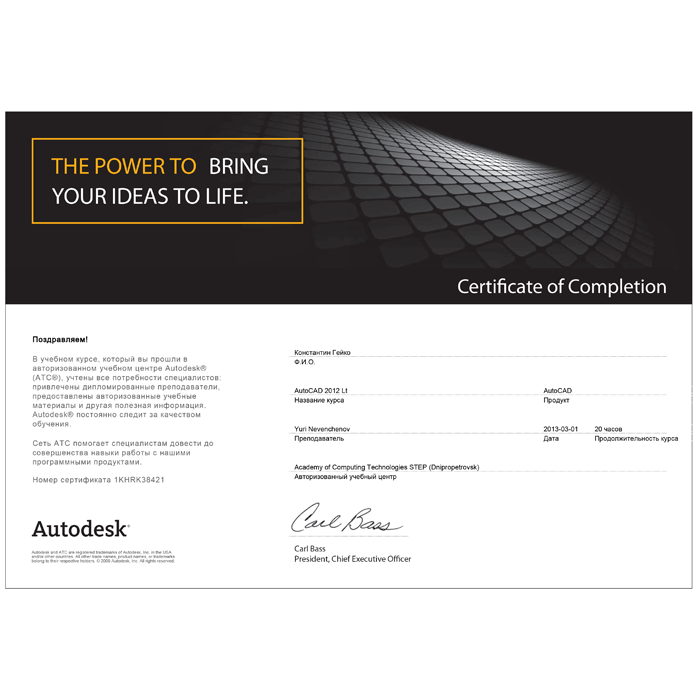 THE POWER TO BRING
YOUR IDEAS TO LIFE.
Certificate of Completion
Поздравляем!
В учебном курсе, который вы прошли в
авторизованном учебном центре Autodesk®
(ATC®), учтены все потребности специалистов:
привлечены дипломированные преподаватели,
предоставлены авторизованные учебные
материалы и другая полезная информация.
Autodesk® постоянно следит за качеством
обучения.
Сеть ATC помогает специалистам довести до
совершенства навыки работы с нашими
программными продуктами.
Номер сертификата 1KHRK38421
Константин Гейко
Ф.И.О.
AutoCAD 2012 Lt AutoCAD
Название курса Продукт
Yuri Nevenchenov 2013-03-01 20 часов
Преподаватель Дата Продолжительность курса
Academy of Computing Technologies STEP (Dnipropetrovsk)
Авторизованный учебный центр
Carl Bass
Carl Bass
President, Chief Executive Officer
Autodesk®
Autodesk and ATC are registered trademarks of Autodesk, Inc. in the USA
and/or other countries. All other trade names, product names, or trademarks
belong to their respective holders. © 2009 Autodesk, Inc. All rights reserved.